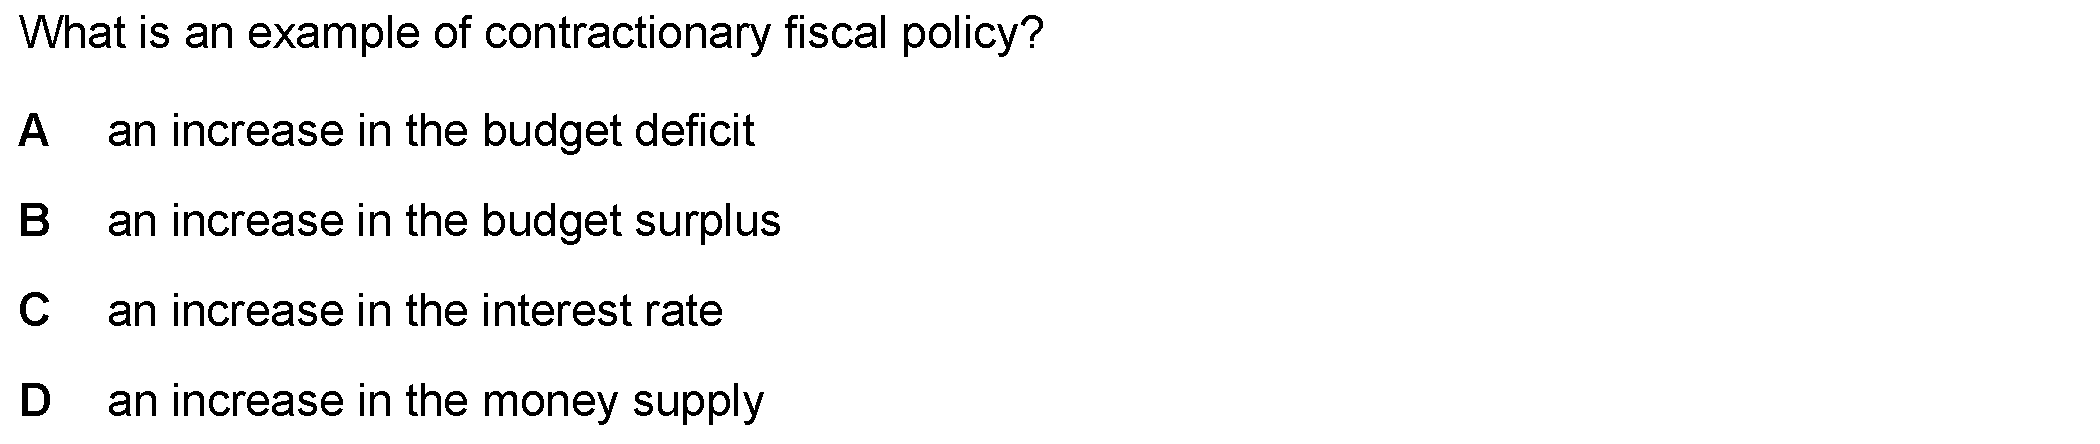 What is an example of contractionary fiscal policy?
A an increase in the budget deficit
B an increase in the budget surplus
C an increase in the interest rate
D an increase in the money supply